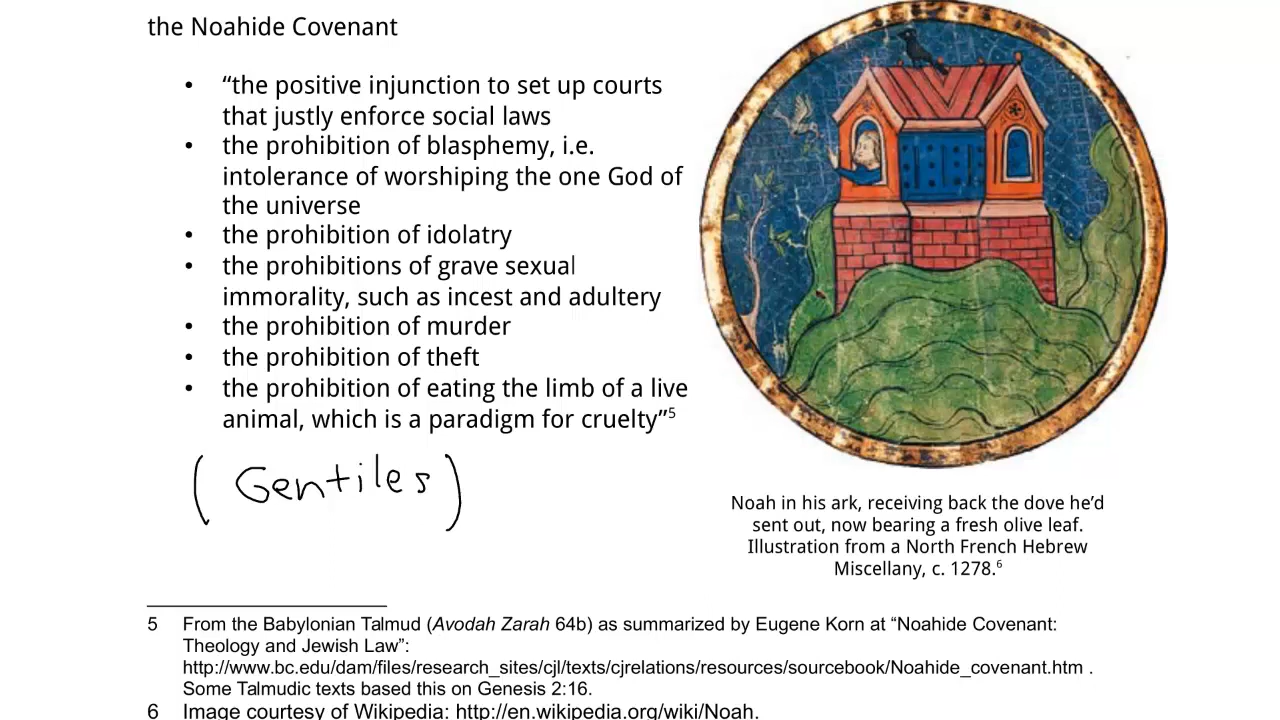 the Noahide Covenant
• “the positive injunction to set up courts
that justly enforce social laws
• the prohibition of blasphemy, i.e.
intolerance of worshiping the one God of
the universe
• the prohibition of idolatry
• the prohibitions of grave sexual
immorality, such as incest and adultery
• the prohibition of murder
• the prohibition of theft
• the prohibition of eating the limb of a live
animal, which is a paradigm for cruelty”5
(Gentiles)
Noah in his ark, receiving back the dove he’d
sent out, now bearing a fresh olive leaf.
Illustration from a North French Hebrew
Miscellany, c. 1278.6
5 From the Babylonian Talmud (Avodah Zarah 64b) as summarized by Eugene Korn at “Noahide Covenant:
Theology and Jewish Law”:
http://www.bc.edu/dam/files/research_sites/cjl/texts/cjrelations/resources/sourcebook/Noahide_covenant.htm .
Some Talmudic texts based this on Genesis 2:16.
6 Image courtesy of Wikipedia: http://en.wikipedia.org/wiki/Noah.